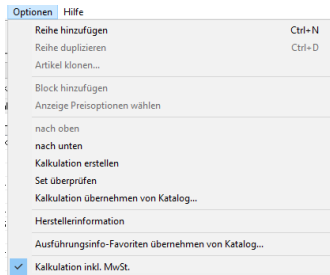 Optionen Hilfe
Reihe hinzufügen Ctrl+N
Reihe duplizieren Ctrl+D
Artikel klonen...
Block hinzufügen
Anzeige Preisoptionen wählen
nach oben
nach unten
Kalkulation erstellen
Set überprüfen
Kalkulation übernehmen von Katalog...
Herstellerinformation
Ausführungsinfo-Favoriten übernehmen von Katalog...
Kalkulation inkl. MwSt.